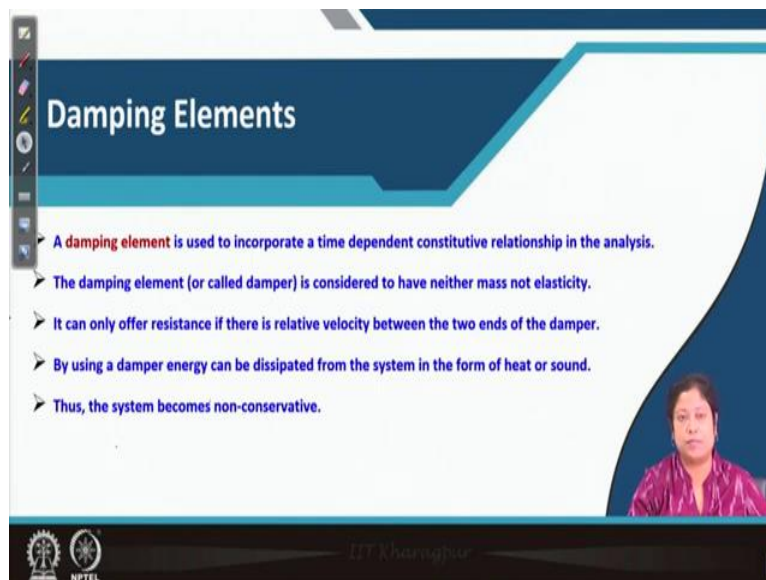 Damping Elements
A damping element is used to incorporate a time dependent constitutive relationship in the analysis.
The damping element (or called damper) is considered to have neither mass not elasticity.
It can only offer resistance if there is relative velocity between the two ends of the damper.
By using a damper energy can be dissipated from the system in the form of heat or sound.
Thus, the system becomes non-conservative.
IIT Kharagpur
NPTEL